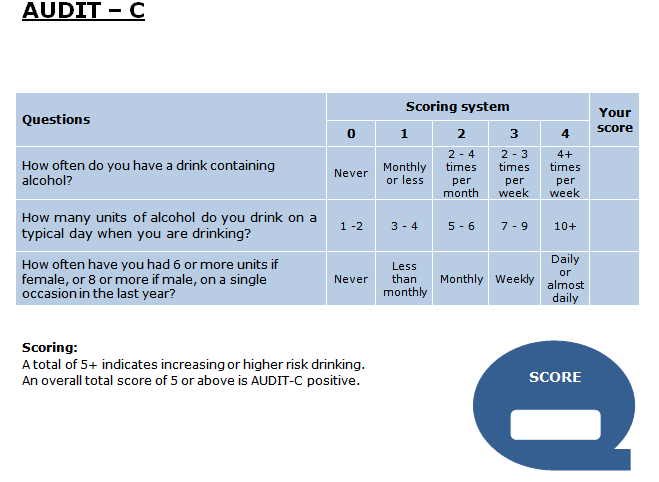 AUDIT – C
Questions
Scoring system
Your
score
0 1 2 3 4
How often do you have a drink containing
alcohol?
Never
Monthly
or less
2 - 4
times
per
month
2 - 3
times
per
week
4+
times
per
week
How many units of alcohol do you drink on a
typical day when you are drinking?
1 -2
3 - 4
5 - 6
7 - 9
10+
How often have you had 6 or more units if
female, or 8 or more if male, on a single
occasion in the last year?
Never
Less
than
monthly
Monthly
Weekly
Daily
or
almost
daily
Scoring:
A total of 5+ indicates increasing or higher risk drinking.
An overall total score of 5 or above is AUDIT-C positive.
SCORE